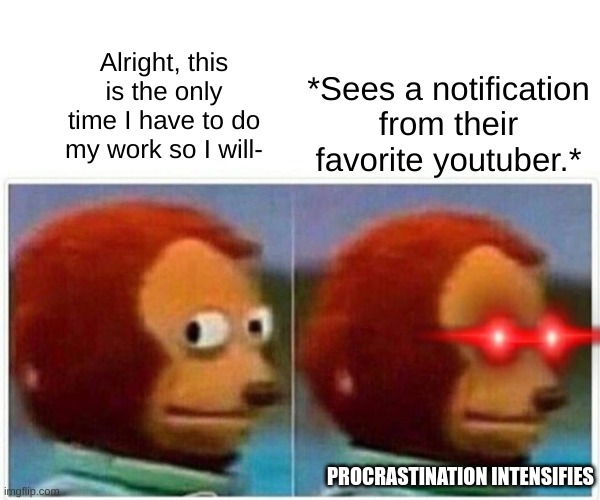 Alright, this
is the only
time I have to do
my work so I will-
*Sees a notification
from their
favorite youtuber.*
PROCRASTINATION INTENSIFIES
imgflip.com